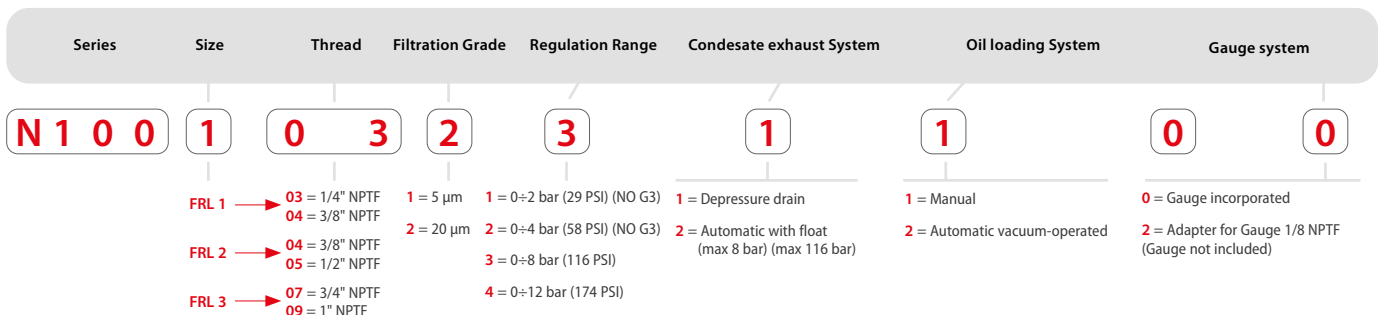 Series Size Thread Filtration Grade Regulation Range Condesate exhaust System Oil loading System Gauge system
N 1 0 0 1 0 3 2 3 1 1 0 0
FRL 1
03 = 1/4" NPTF
04 = 3/8" NPTF
FRL 2
04 = 3/8" NPTF
05 = 1/2" NPTF
FRL 3
07 = 3/4" NPTF
09 = 1" NPTF
1 = 5 µm
2 = 20 µm
1 = 0÷2 bar (29 PSI) (NO G3)
2 = 0÷4 bar (58 PSI) (NO G3)
3 = 0÷8 bar (116 PSI)
4 = 0÷12 bar (174 PSI)
1 = Depressure drain
2 = Automatic with float
(max 8 bar) (max 116 bar)
1 = Manual
2 = Automatic vacuum-operated
0 = Gauge incorporated
2 = Adapter for Gauge 1/8 NPTF
(Gauge not included)